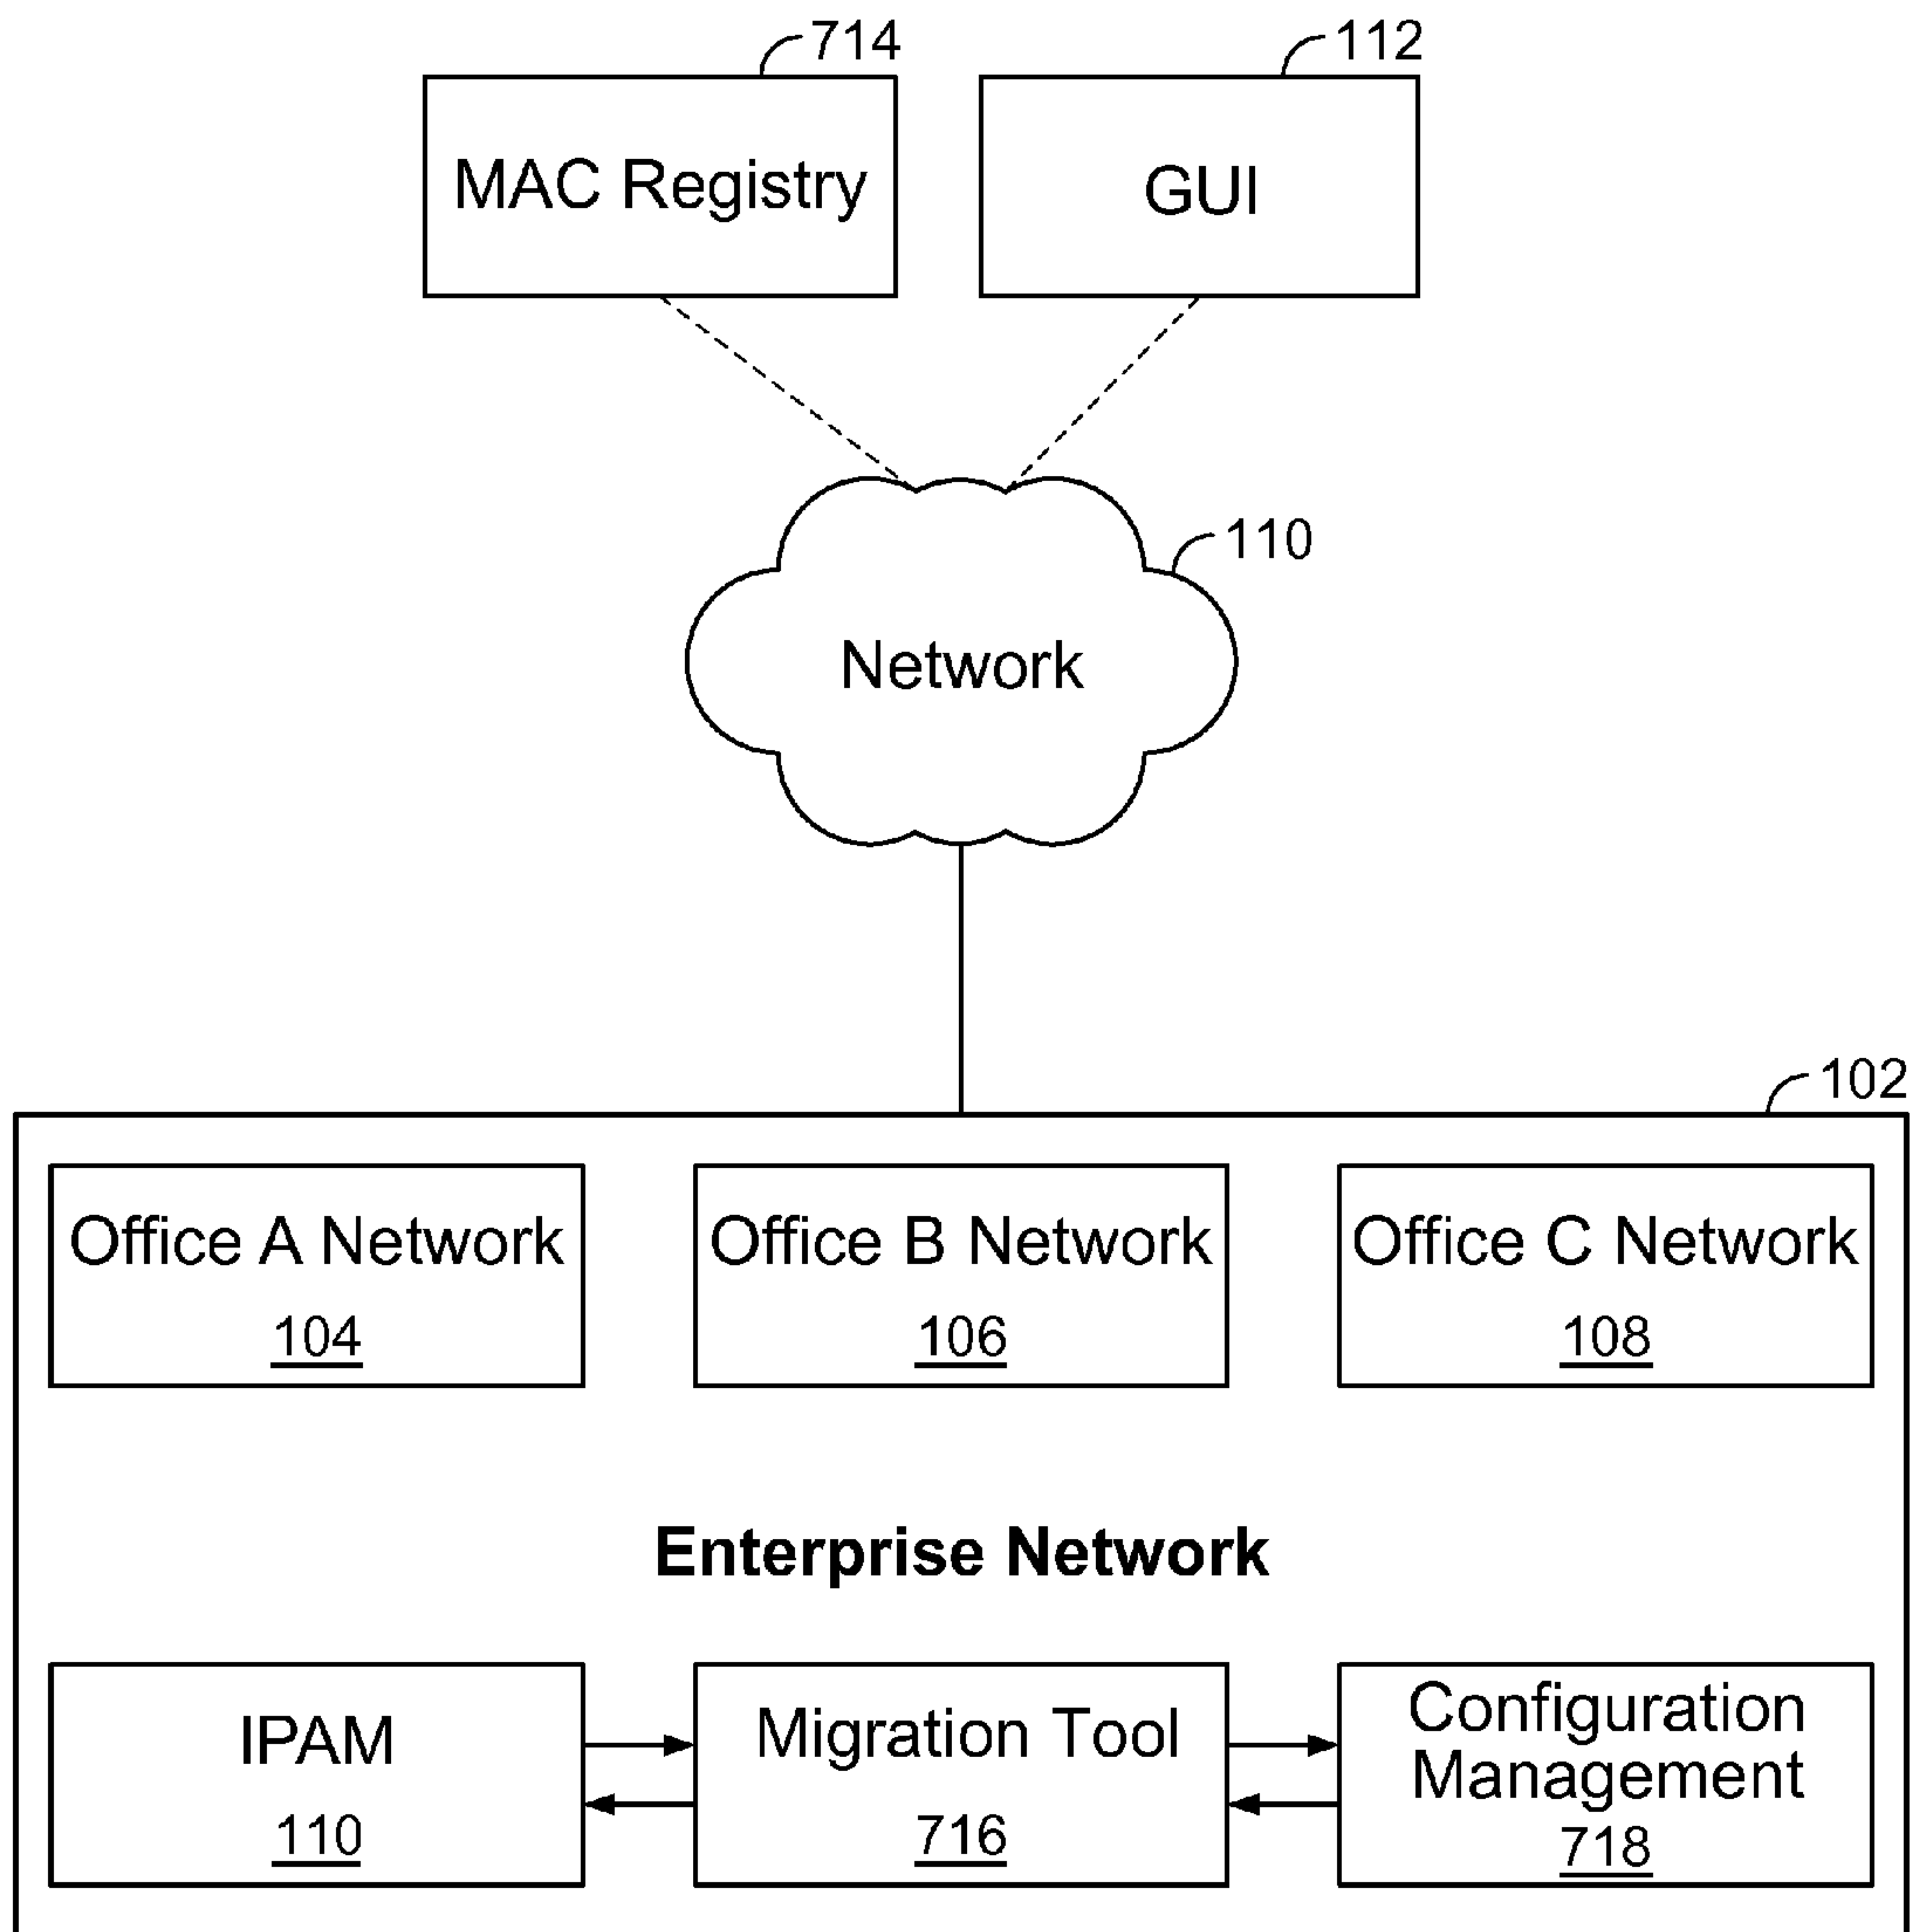 714
112
MAC Registry
GUI
110
Network
102
Office A Network
104
Office B Network
106
Office C Network
108
Enterprise Network
IPAM
110
Migration Tool
716
Configuration
Management
718